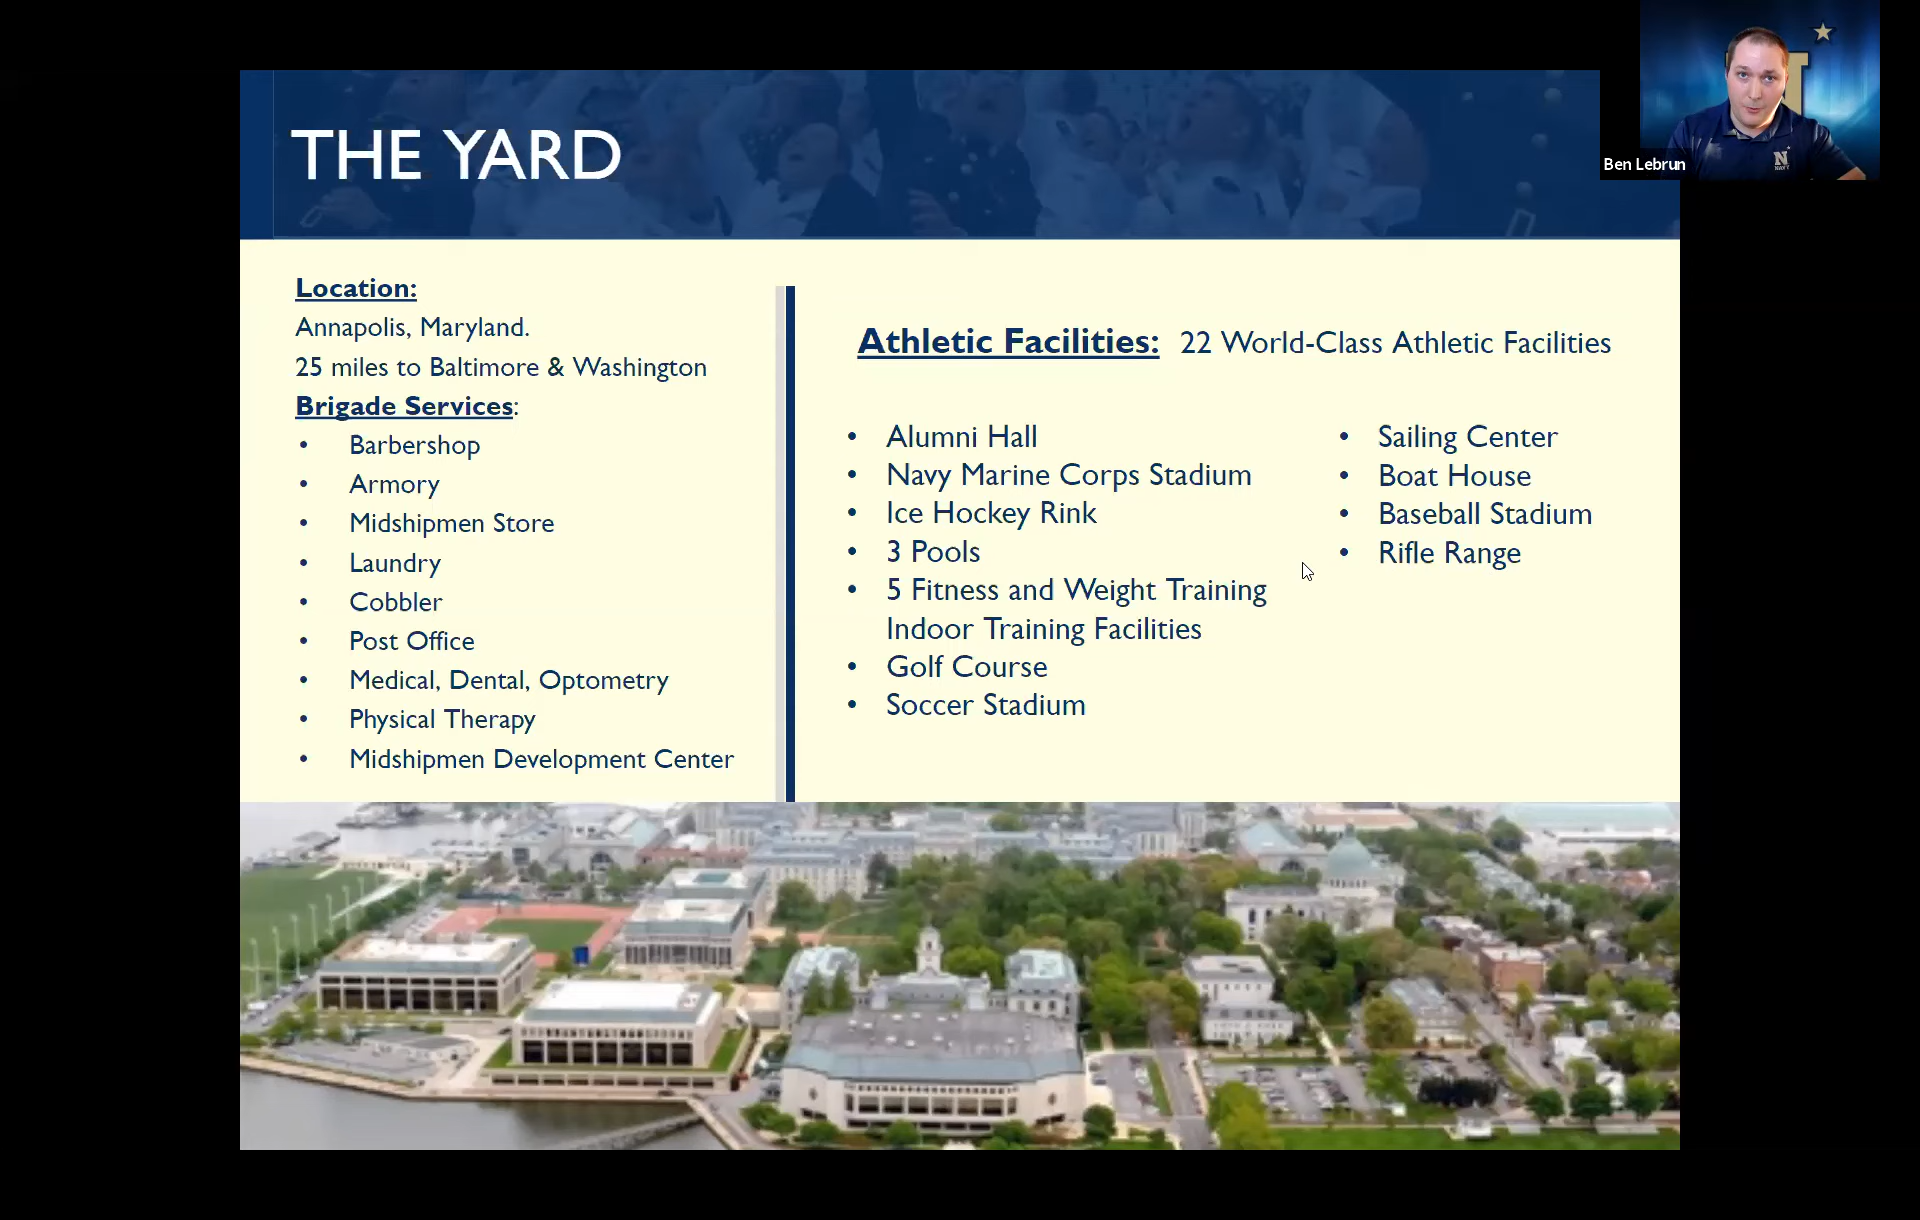 THE YARD
N
NAVY
Ben Lebrun
Location:
Annapolis, Maryland.
25 miles to Baltimore & Washington
Brigade Services:
• Barbershop
• Armory
• Midshipmen Store
• Laundry
• Cobbler
• Post Office
• Medical, Dental, Optometry
• Physical Therapy
• Midshipmen Development Center
Athletic Facilities: 22 World-Class Athletic Facilities
• Alumni Hall
• Navy Marine Corps Stadium
• Ice Hockey Rink
• 3 Pools
• 5 Fitness and Weight Training
Indoor Training Facilities
• Golf Course
• Soccer Stadium
• Sailing Center
• Boat House
• Baseball Stadium
• Rifle Range